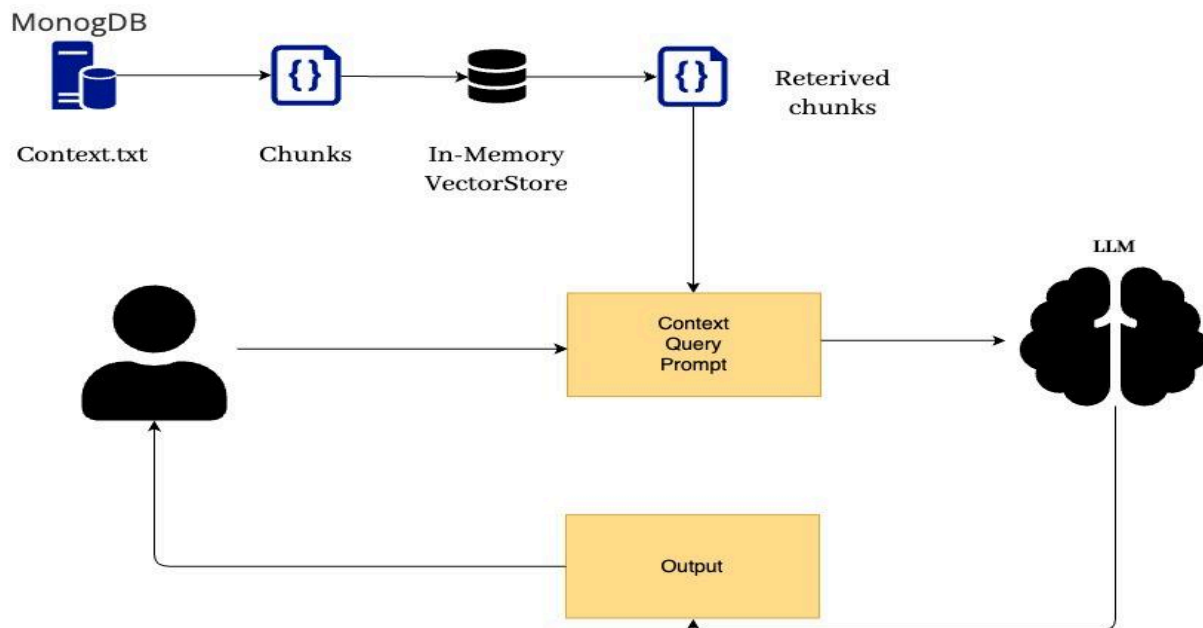 MonogDB
Context.txt
Chunks
In-Memory
VectorStore
Reterived
chunks
LLM
Context
Query
Prompt
Output